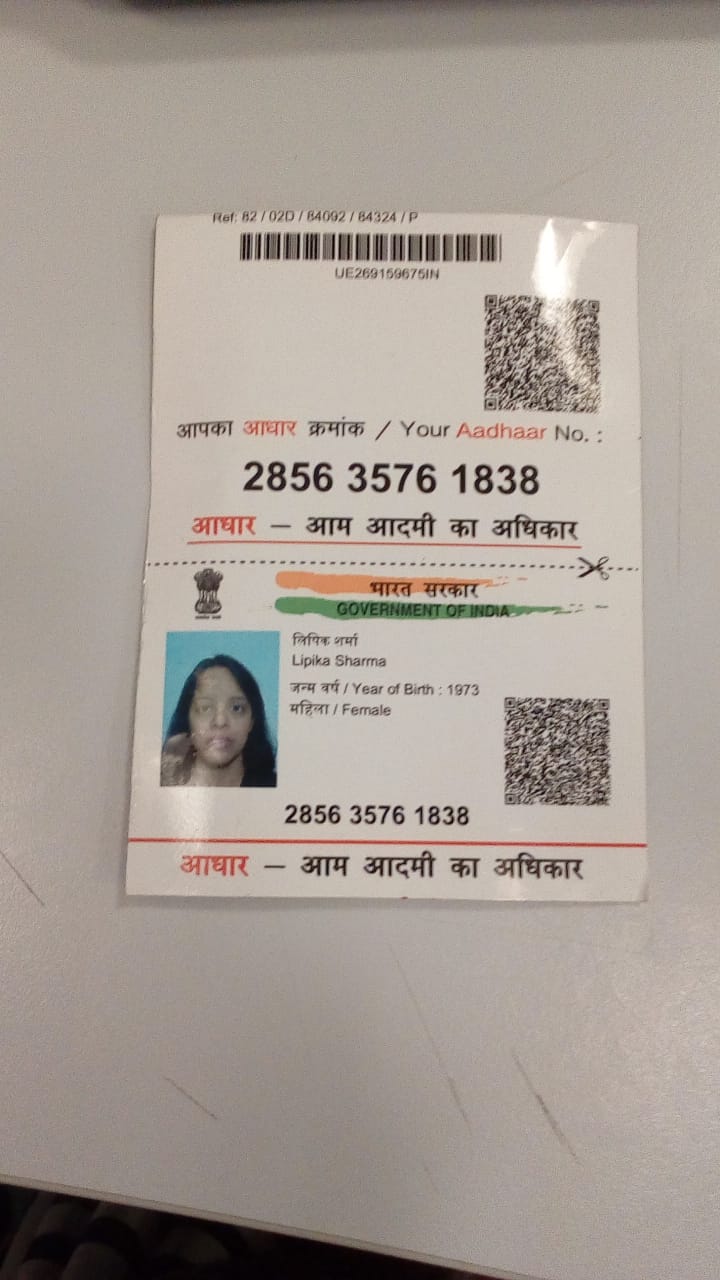 Ref: 82 / 02D / 84092 / 84324 / P
UE269159675IN
आपका आधार क्रमांक / Your Aadhaar No. :
2856 3576 1838
आधार – आम आदमी का अधिकार
भारत सरकार
GOVERNMENT OF INDIA
लिपिक शर्मा
Lipika Sharma
जन्म वर्ष / Year of Birth : 1973
महिला / Female
2856 3576 1838
आधार – आम आदमी का अधिकार